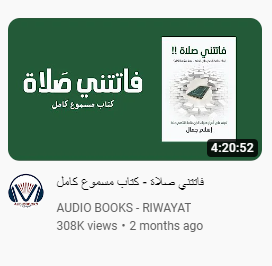 فاتتني صَلاة
كتاب مسموع كامل
فاتتني صلاة !!
إسلام جمال
4:20:52
فاتتني صلاة - كتاب مسموع كامل
AUDIO BOOKS - RIWAYAT
308K views • 2 months ago